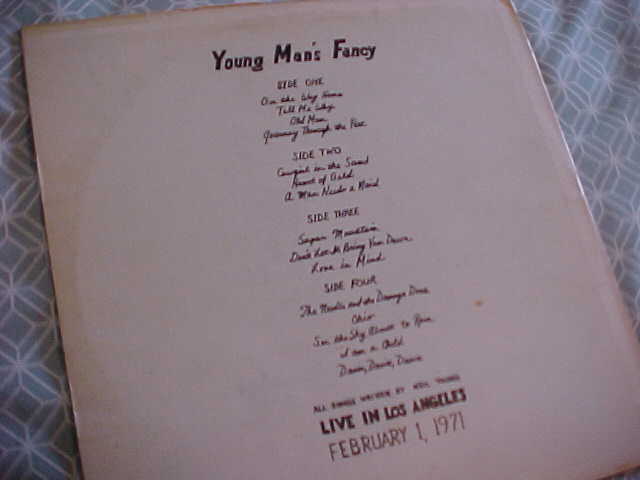 Young Man's Fancy
SIDE ONE
On the Way Home
Tell Me Why
Old Man
Journey Through the Past
SIDE TWO
Cowgirl in the Sand
Heart of Gold
A Man Needs a Maid
SIDE THREE
Sugar Mountain
Don't Let It Bring You Down
Love in Mind
SIDE FOUR
The Needle and the Damage Done
Ohio
See the Sky About to Rain
I am a Child
Dance, Dance, Dance
ALL SONGS WRITTEN BY NEIL YOUNG
LIVE IN LOS ANGELES
FEBRUARY 1, 1971